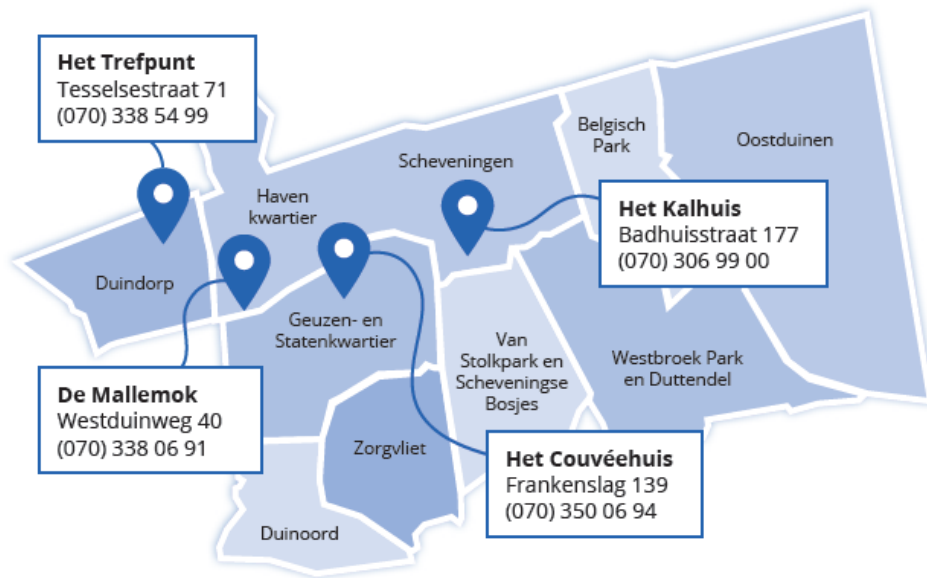 Het Trefpunt
Tesselsestraat 71
(070) 338 54 99
Belgisch
Park
Oostduinen
Scheveningen
Haven
kwartier
Het Kalhuis
Badhuisstraat 177
(070) 306 99 00
Duindorp
Geuzen- en
Statenkwartier
Van
Stolkpark en
Scheveningse
Bosjes
Westbroek Park
en Duttendel
De Mallemok
Westduinweg 40
(070) 338 06 91
Zorgvliet
Het Couvéehuis
Frankenslag 139
(070) 350 06 94
Duinoord